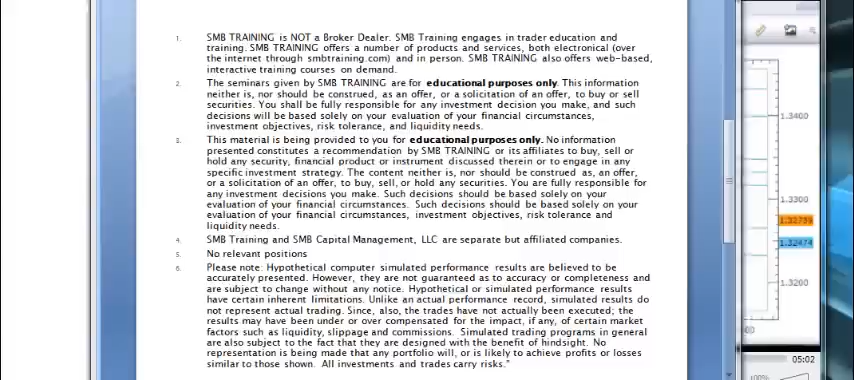 1. SMB TRAINING is NOT a Broker Dealer. SMB Training engages in trader education and
training. SMB TRAINING offers a number of products and services, both electronical (over
the internet through smbtraining.com) and in person. SMB TRAINING also offers web-based,
interactive training courses on demand.
2. The seminars given by SMB TRAINING are for educational purposes only. This information
neither is, nor should be construed, as an offer, or a solicitation of an offer, to buy or sell
securities. You shall be fully responsible for any investment decision you make, and such
decisions will be based solely on your evaluation of your financial circumstances,
investment objectives, risk tolerance, and liquidity needs.
3. This material is being provided to you for educational purposes only. No information
presented constitutes a recommendation by SMB TRAINING or its affiliates to buy, sell or
hold any security, financial product or instrument discussed therein or to engage in any
specific investment strategy. The content neither is, nor should be construed as, an offer,
or a solicitation of an offer, to buy, sell, or hold any securities. You are fully responsible for
any investment decisions you make. Such decisions should be based solely on your
evaluation of your financial circumstances. Such decisions should be based solely on your
evaluation of your financial circumstances, investment objectives, risk tolerance and
liquidity needs.
4. SMB Training and SMB Capital Management, LLC are separate but affiliated companies.
5. No relevant positions
6. Please note: Hypothetical computer simulated performance results are believed to be
accurately presented. However, they are not guaranteed as to accuracy or completeness and
are subject to change without any notice. Hypothetical or simulated performance results
have certain inherent limitations. Unlike an actual performance record, simulated results do
not represent actual trading. Since, also, the trades have not actually been executed; the
results may have been under or over compensated for the impact, if any, of certain market
factors such as liquidity, slippage and commissions. Simulated trading programs in general
are also subject to the fact that they are designed with the benefit of hindsight. No
representation is being made that any portfolio will, or is likely to achieve profits or losses
similar to those shown. All investments and trades carry risks."
1.3400
1.3300
1.32739
1.32474
1.3200
:00
05:02
100%